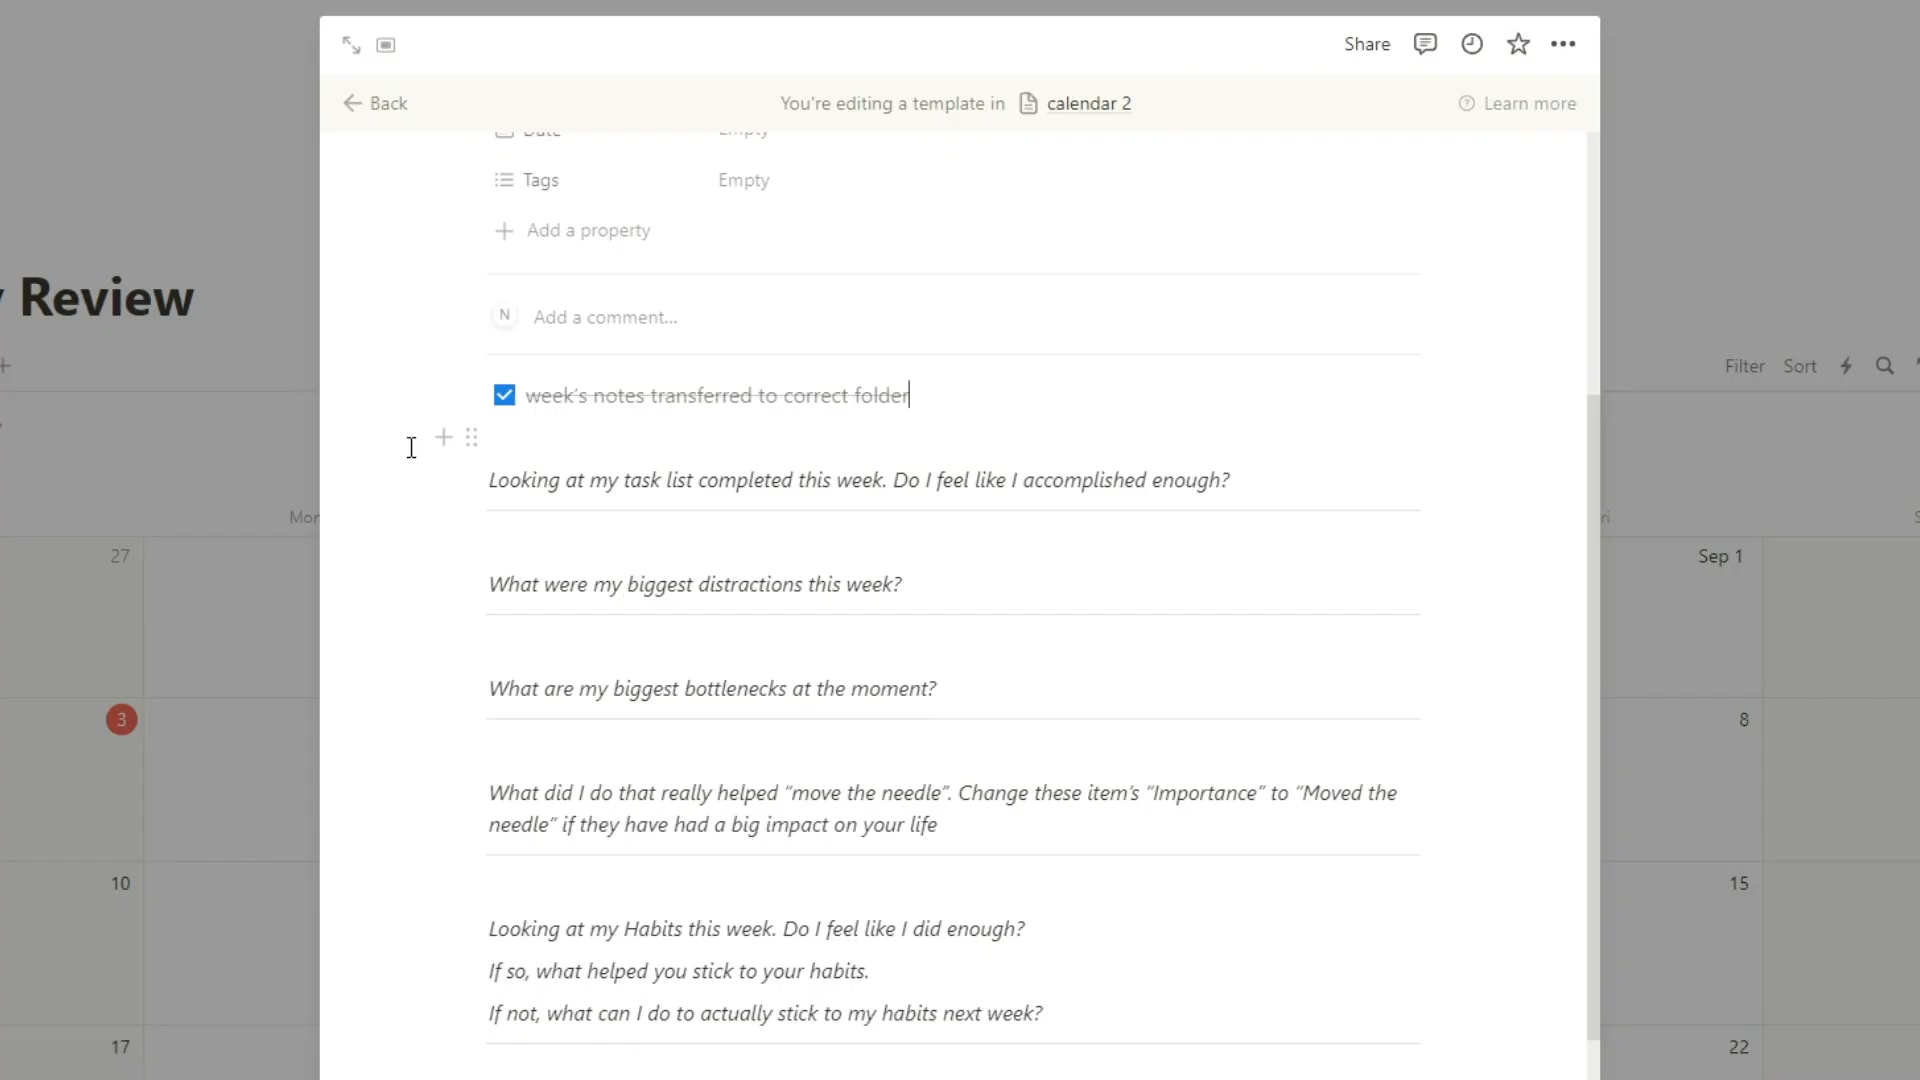 Share
Back
You're editing a template in calendar 2
Learn more
Date
Empty
Tags
Empty
Add a property
Review
N
Add a comment...
Filter
Sort
week's notes transferred to correct folder
Looking at my task list completed this week. Do I feel like I accomplished enough?
Mon
27
Sep 1
What were my biggest distractions this week?
What are my biggest bottlenecks at the moment?
3
8
What did I do that really helped “move the needle”. Change these item’s “Importance” to “Moved the
needle” if they have had a big impact on your life
10
15
Looking at my Habits this week. Do I feel like I did enough?
If so, what helped you stick to your habits.
If not, what can I do to actually stick to my habits next week?
17
22